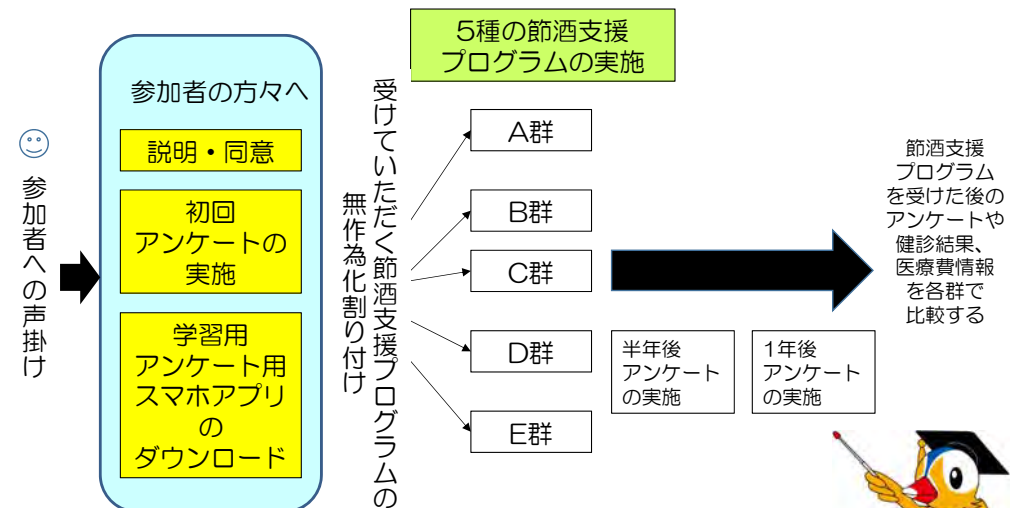 参加者への声掛け
参加者の方々へ
説明・同意
初回
アンケートの
実施
学習用
アンケート用
スマホアプリ
の
ダウンロード
受けていただく節酒支援プログラムの
無作為化割り付け
5種の節酒支援
プログラムの実施
A群
B群
C群
D群
E群
半年後
アンケート
の実施
1年後
アンケート
の実施
節酒支援
プログラム
を受けた後の
アンケートや
健診結果、
医療費情報
を各群で
比較する